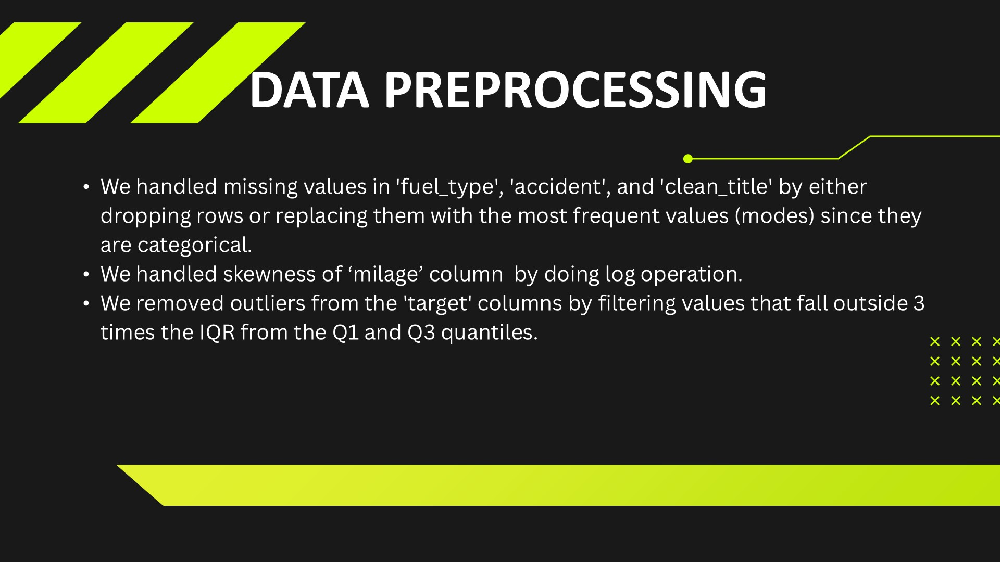 DATA PREPROCESSING
• We handled missing values in 'fuel_type', 'accident', and 'clean_title' by either
dropping rows or replacing them with the most frequent values (modes) since they
are categorical.
• We handled skewness of ‘milage’ column  by doing log operation.
• We removed outliers from the 'target' columns by filtering values that fall outside 3
times the IQR from the Q1 and Q3 quantiles.